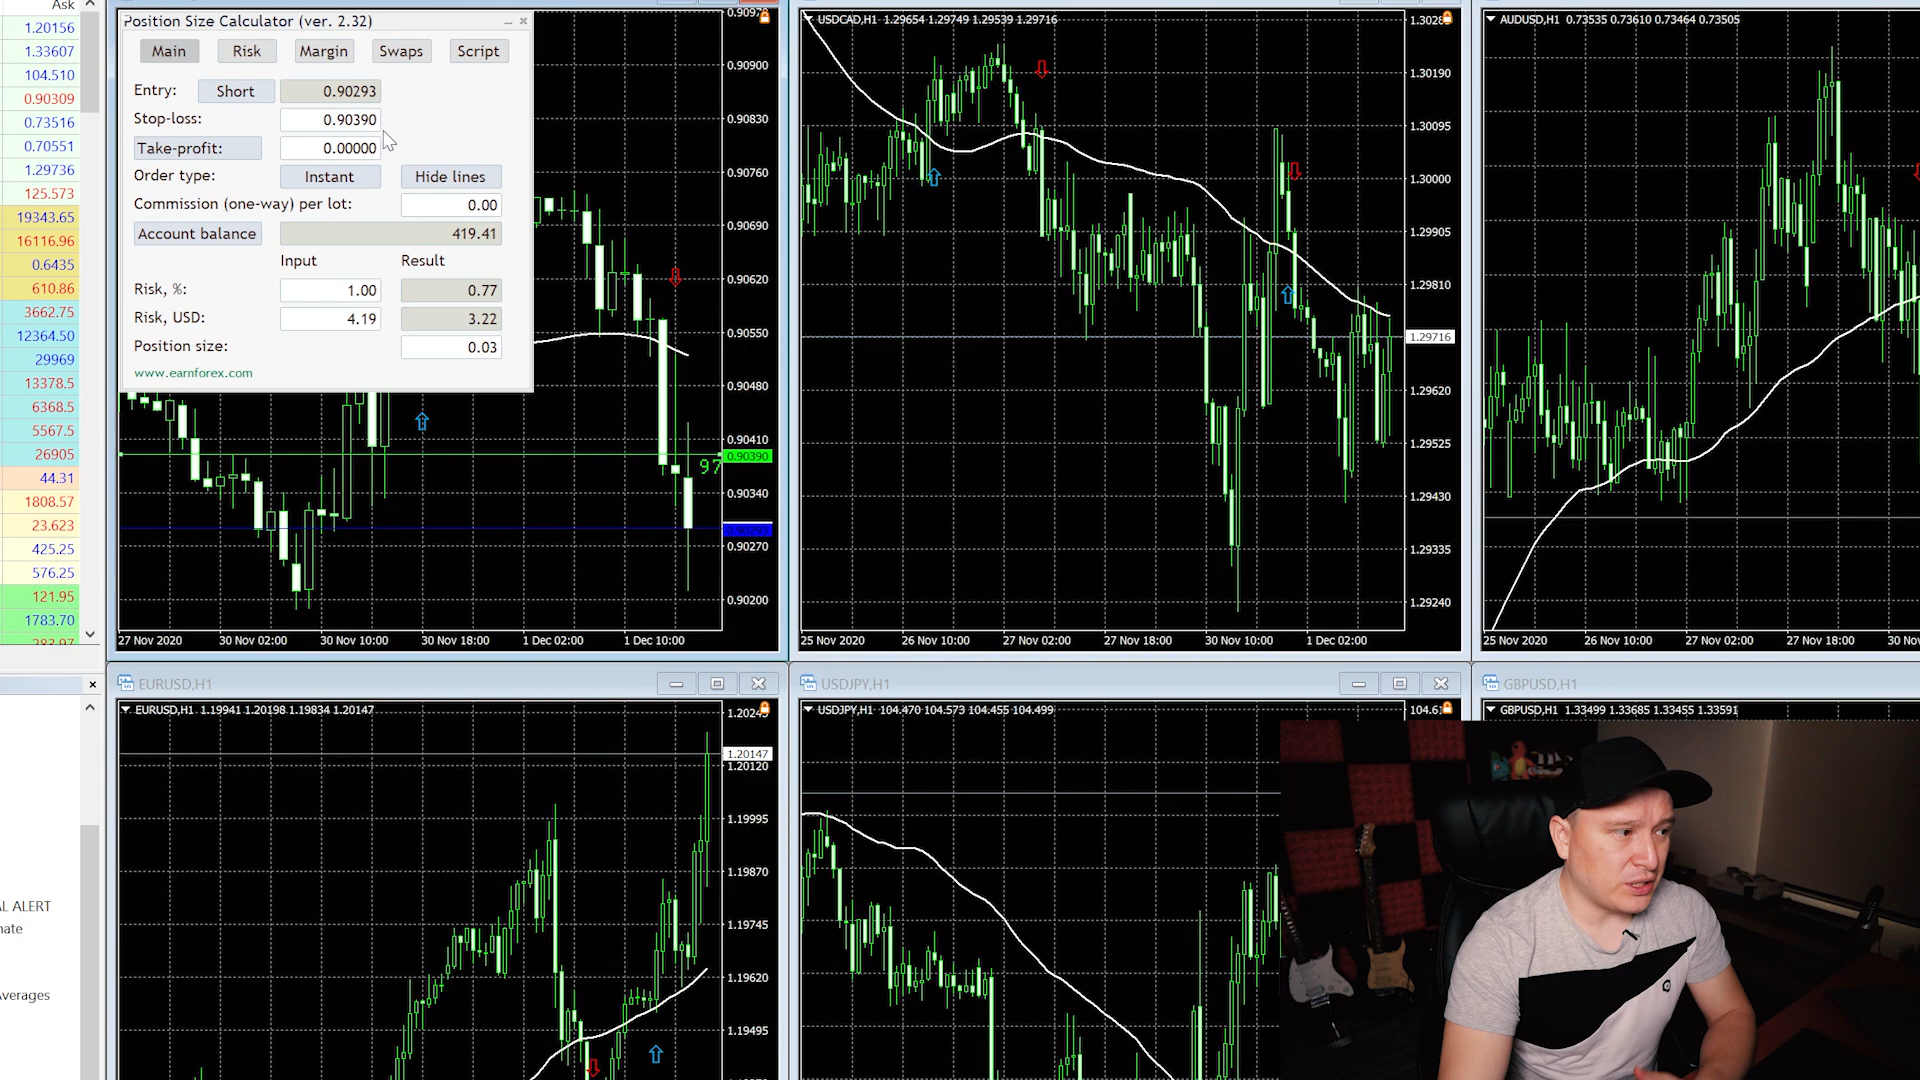 Ask
1.20156
1.33607
104.510
0.90309
0.73516
0.70551
1.29736
125.573
19343.65
16116.96
0.6435
610.86
3662.75
12364.50
29969
13378.5
6368.5
5567.5
26905
44.31
1808.57
23.623
425.25
576.25
121.95
1783.70
283.97
AL ALERT
nate
Averages
Position Size Calculator (ver. 2.32)
Main Risk Margin Swaps Script
Entry: Short 0.90293
Stop-loss: 0.90390
Take-profit: 0.00000
Order type: Instant Hide lines
Commission (one-way) per lot: 0.00
Account balance 419.41
Input Result
Risk, %: 1.00 0.77
Risk, USD: 4.19 3.22
Position size: 0.03
www.earnforex.com
0.90970
0.90900
0.90830
0.90760
0.90690
0.90620
0.90550
0.90480
0.90410
97 0.90390
0.90340
0.90270
0.90200
27 Nov 2020 30 Nov 02:00 30 Nov 10:00 30 Nov 18:00 1 Dec 02:00 1 Dec 10:00
USDCAD,H1 1.29654 1.29749 1.29539 1.29716
1.30190
1.30095
1.30000
1.29905
1.29810
1.29716
1.29620
1.29525
1.29430
1.29335
1.29240
25 Nov 2020 26 Nov 10:00 27 Nov 02:00 27 Nov 18:00 30 Nov 10:00 1 Dec 02:00
AUDUSD,H1 0.73535 0.73610 0.73464 0.73505
25 Nov 2020 26 Nov 10:00 27 Nov 02:00 27 Nov 18:00 30 Nov
EURUSD,H1
EURUSD,H1 1.19941 1.20198 1.19834 1.20147
1.20245
1.20147
1.20120
1.19995
1.19870
1.19745
1.19620
1.19495
USDJPY,H1
USDJPY,H1 104.470 104.573 104.455 104.499
104.61
GBPUSD,H1
GBPUSD,H1 1.33499 1.33685 1.33455 1.33591